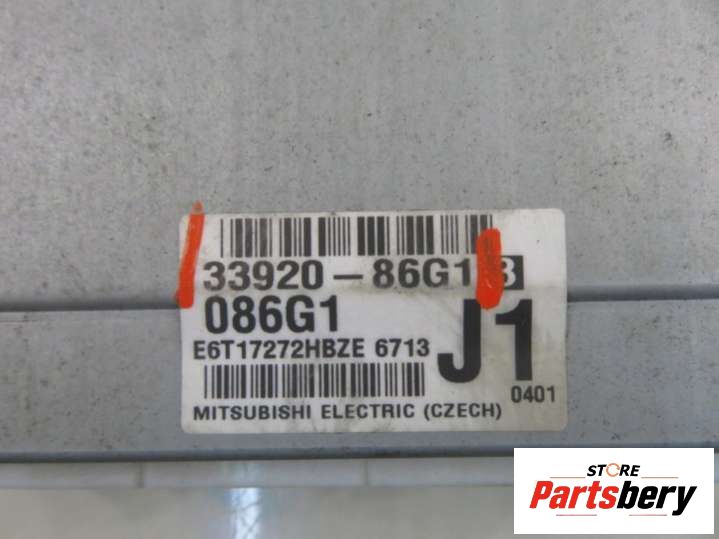 33920-86G1
086G1
E6T17272HBZE 6713
J1
0401
MITSUBISHI ELECTRIC (CZECH)
STORE
Partsbery